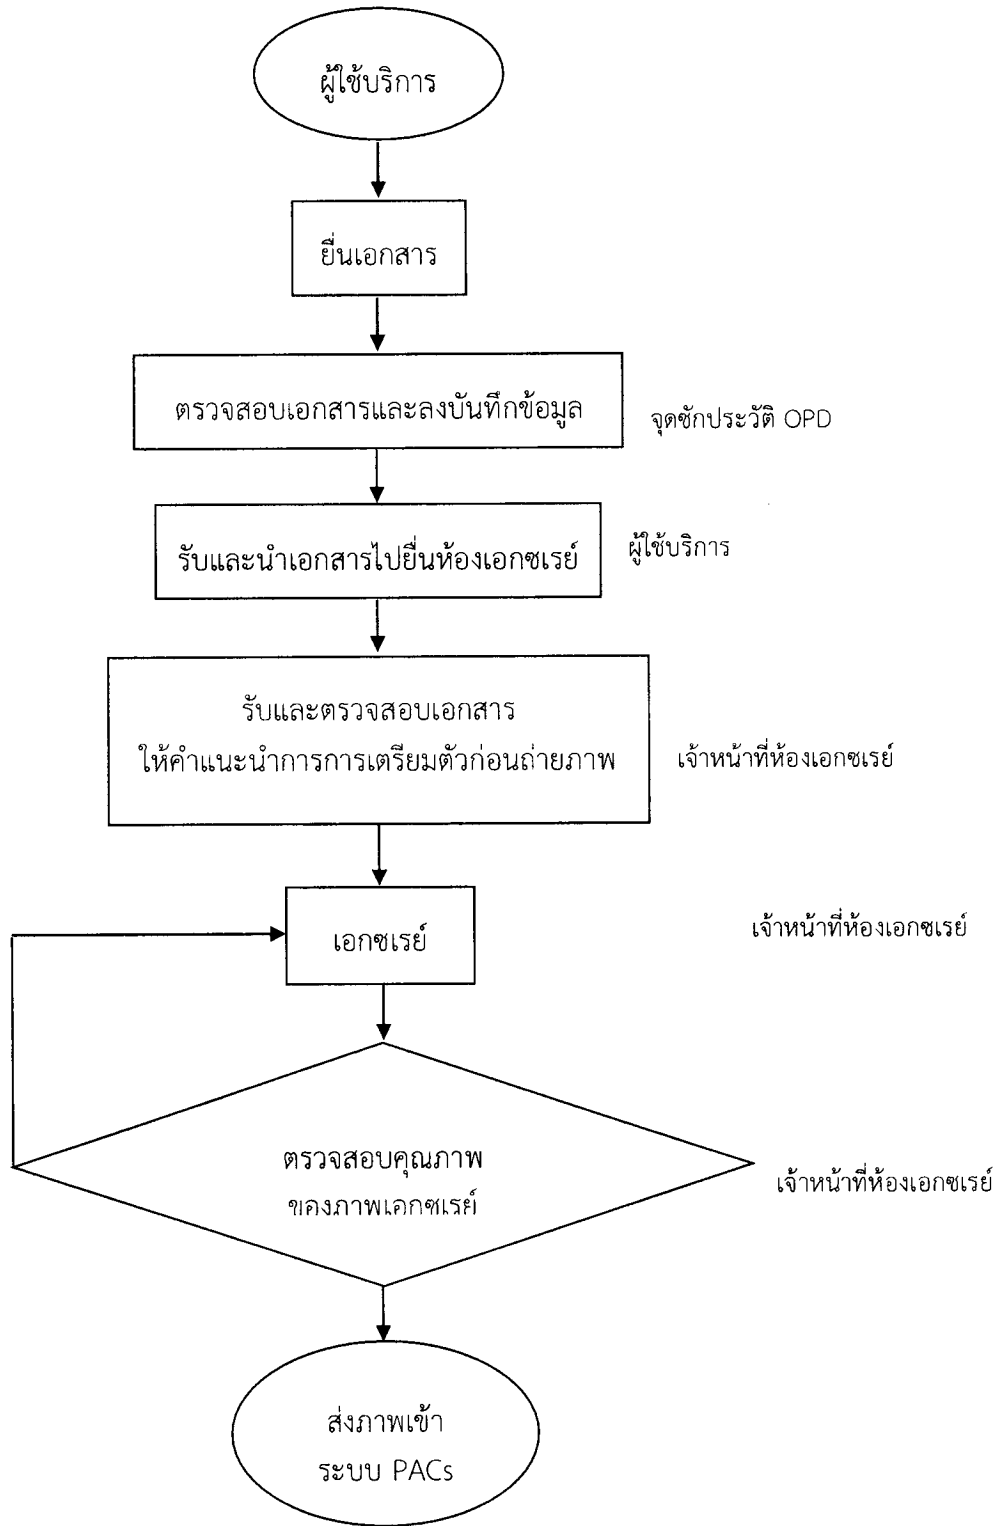 ผู้ใช้บริการ
ยื่นเอกสาร
ตรวจสอบเอกสารและลงบันทึกข้อมูล
จุดซักประวัติ OPD
รับและนำเอกสารไปยื่นห้องเอกซเรย์
ผู้ใช้บริการ
รับและตรวจสอบเอกสาร
ให้คำแนะนำการการเตรียมตัวก่อนถ่ายภาพ
เจ้าหน้าที่ห้องเอกซเรย์
เอกซเรย์
เจ้าหน้าที่ห้องเอกซเรย์
ตรวจสอบคุณภาพ
ของภาพเอกซเรย์
เจ้าหน้าที่ห้องเอกซเรย์
ส่งภาพเข้า
ระบบ PACs